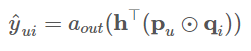 ŷ_{ui} = a_{out}(h^⊤(p_u ⊙ q_i))